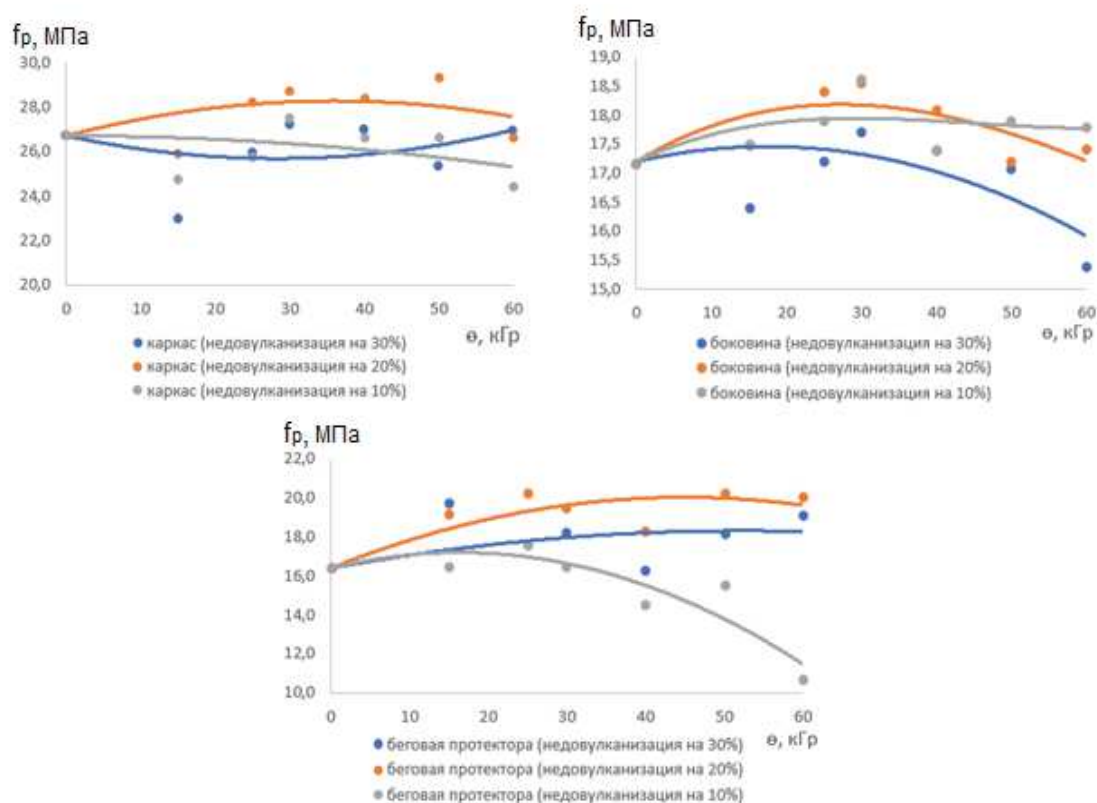 fр, МПа
30,0
28,0
26,0
24,0
22,0
20,0
0 10 20 30 40 50 60
ө, кГр
каркас (недовулканизация на 30%)
каркас (недовулканизация на 20%)
каркас (недовулканизация на 10%)
fр, МПа
19,0
18,5
18,0
17,5
17,0
16,5
16,0
15,5
15,0
0 10 20 30 40 50 60
ө, кГр
боковина (недовулканизация на 30%)
боковина (недовулканизация на 20%)
боковина (недовулканизация на 10%)
fр, МПа
22,0
20,0
18,0
16,0
14,0
12,0
10,0
0 10 20 30 40 50 60
ө, кГр
беговая протектора (недовулканизация на 30%)
беговая протектора (недовулканизация на 20%)
беговая протектора (недовулканизация на 10%)